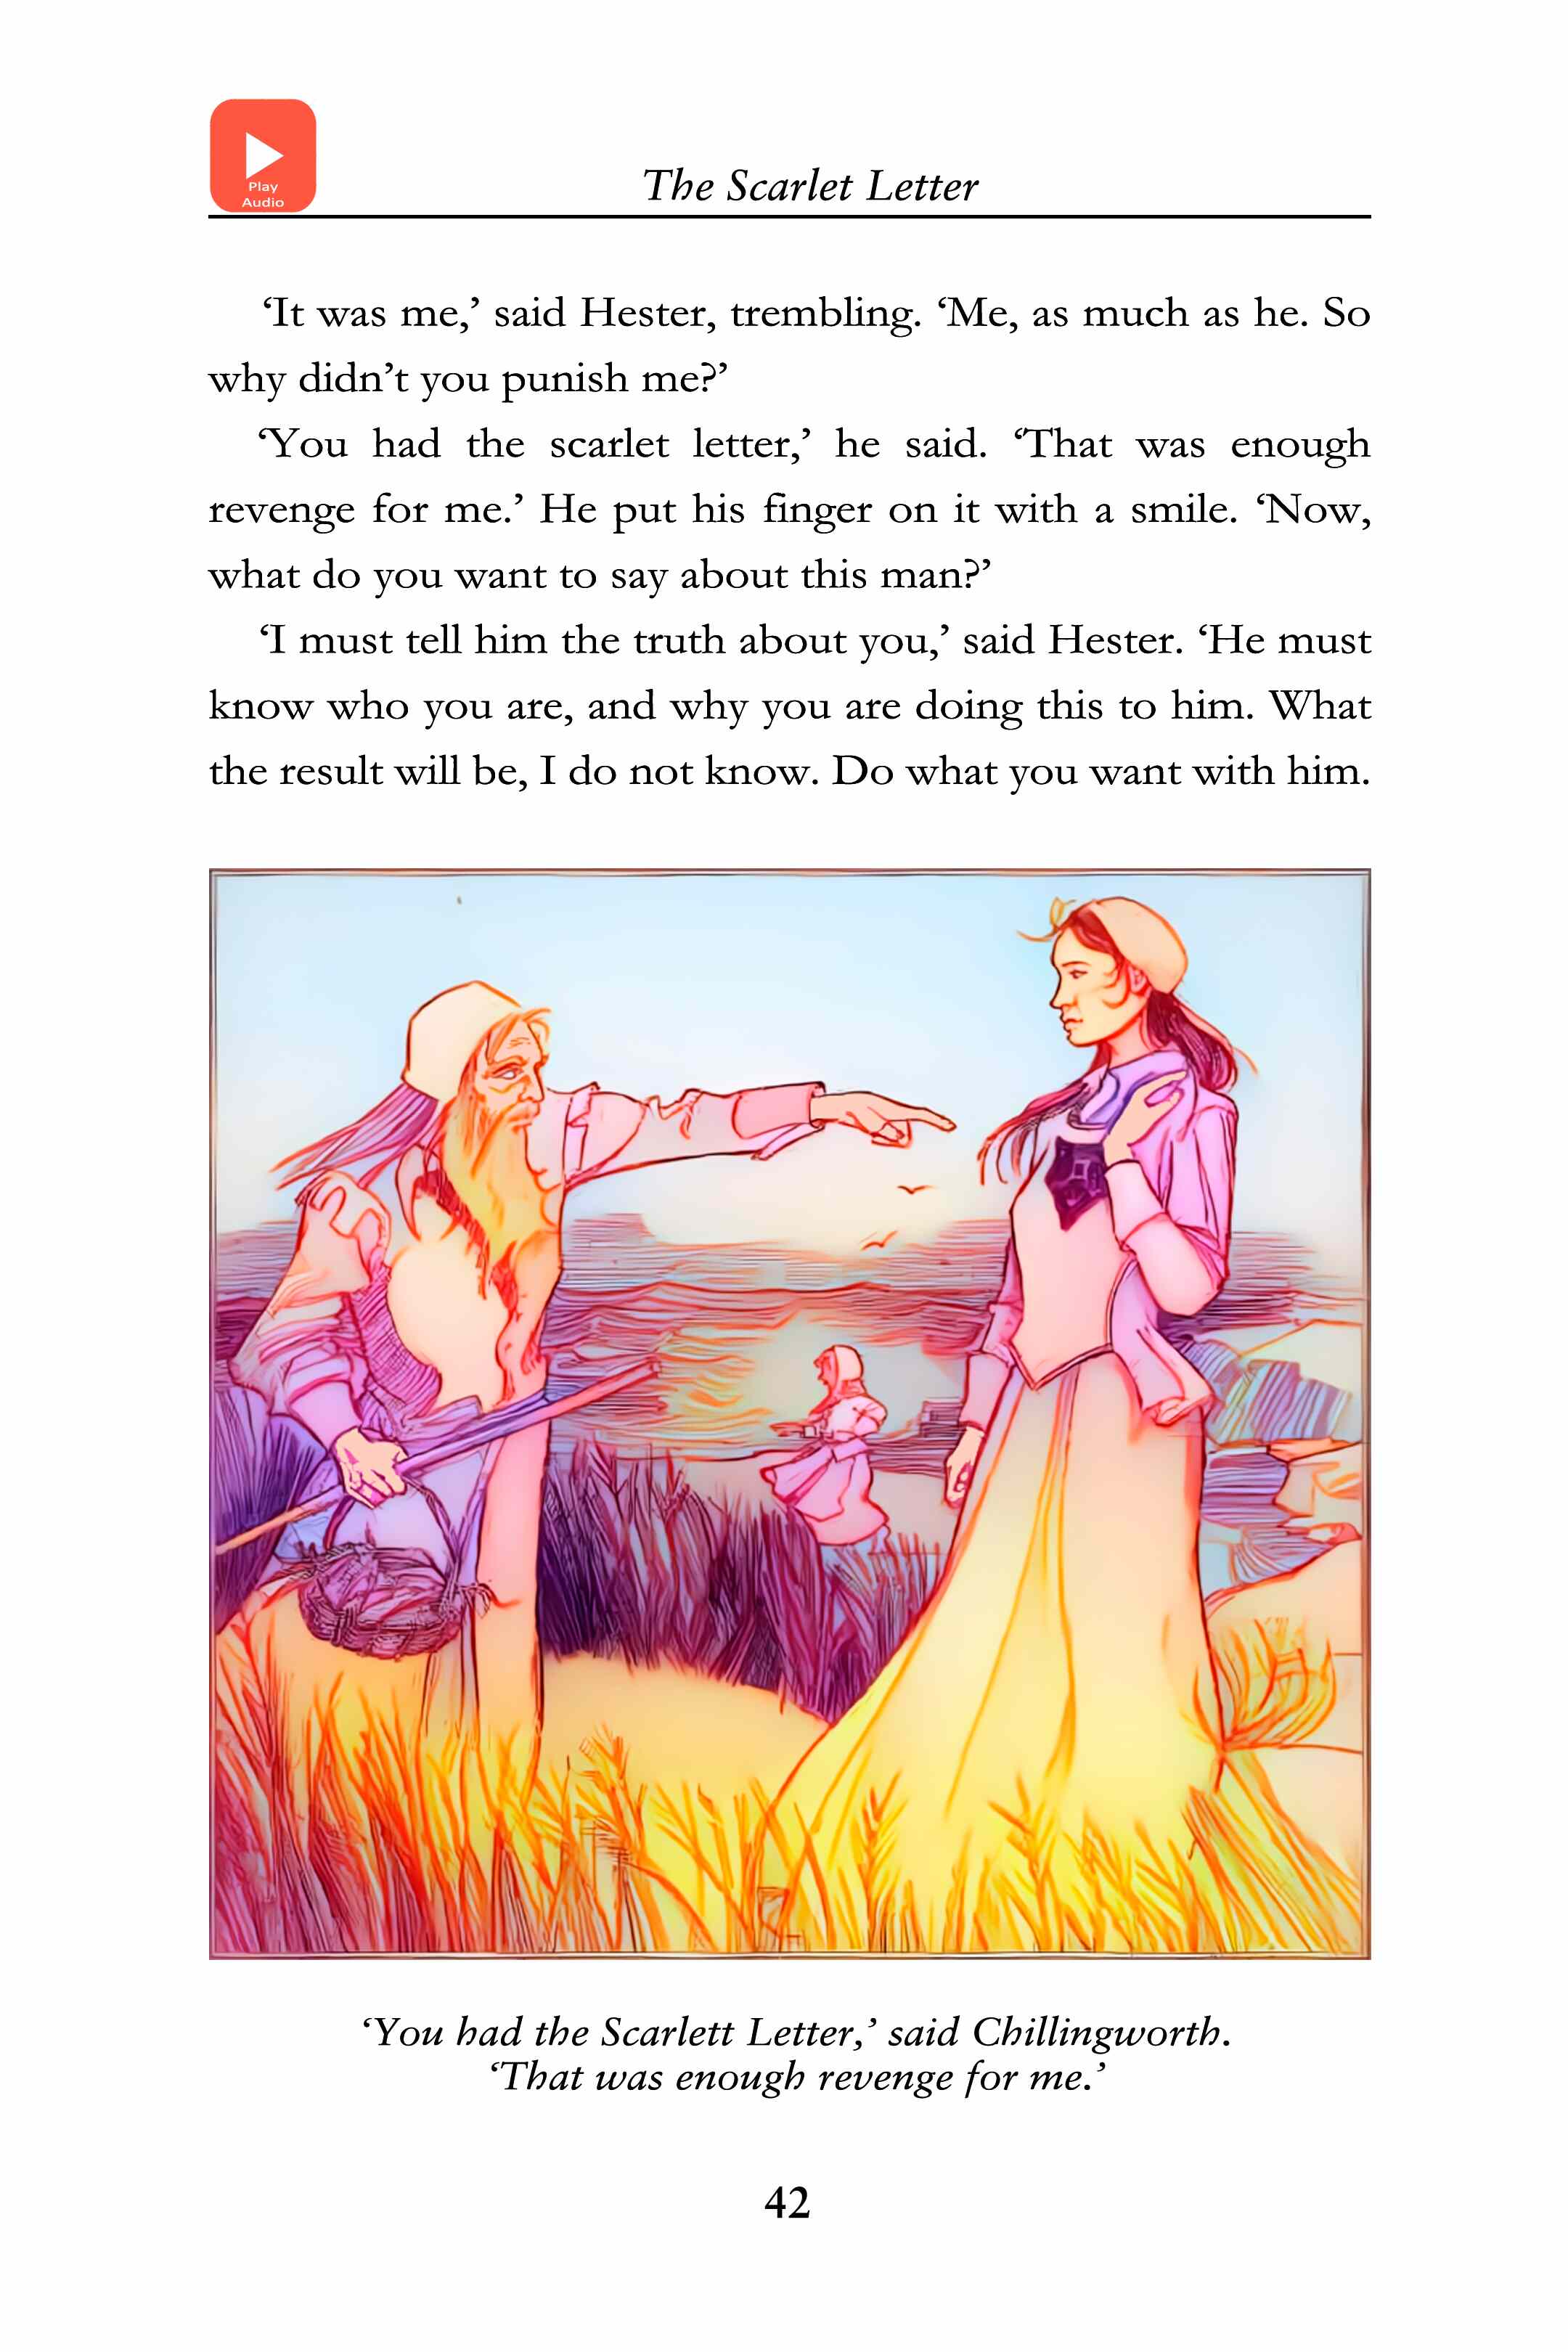 Play
Audio
The Scarlet Letter
‘It was me,’ said Hester, trembling. ‘Me, as much as he. So
why didn’t you punish me?’
‘You had the scarlet letter,’ he said. ‘That was enough
revenge for me.’ He put his finger on it with a smile. ‘Now,
what do you want to say about this man?’
‘I must tell him the truth about you,’ said Hester. ‘He must
know who you are, and why you are doing this to him. What
the result will be, I do not know. Do what you want with him.
‘You had the Scarlett Letter,’ said Chillingworth.
‘That was enough revenge for me.’
42